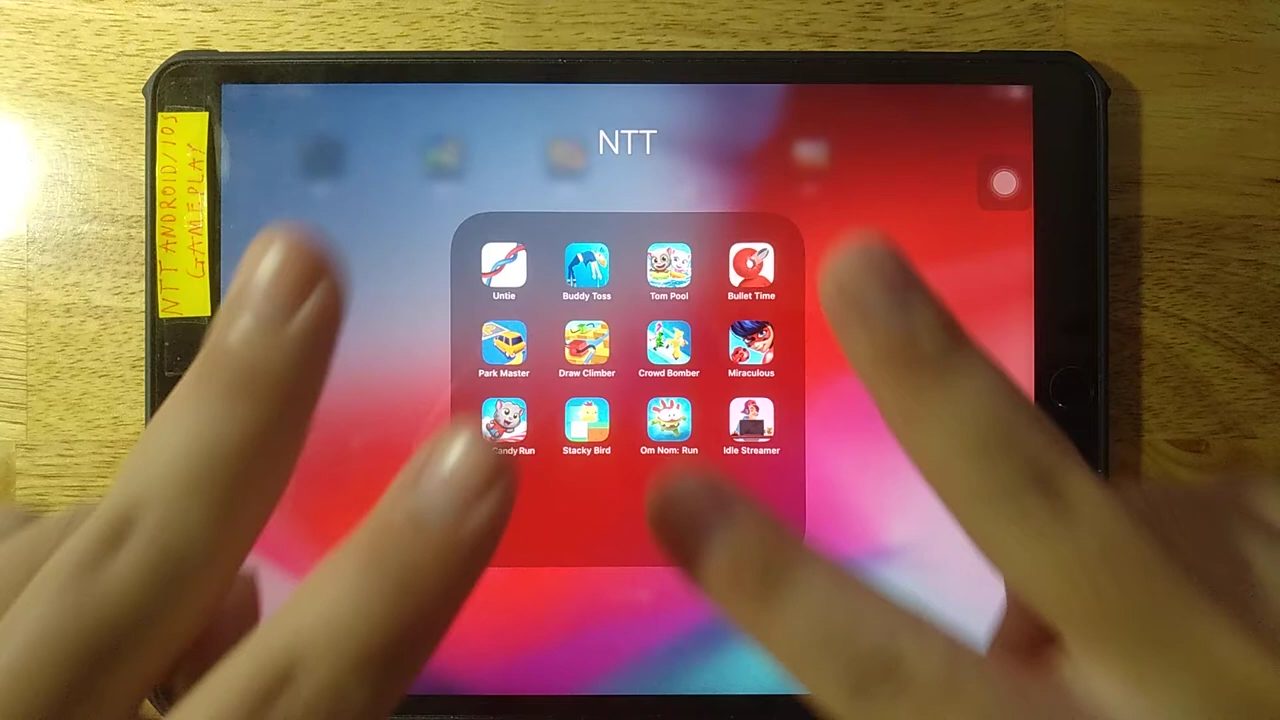 NTT ANDROID/IOS
GAMEPLAY
NTT
Untie
Buddy Toss
Tom Pool
Bullet Time
Park Master
Draw Climber
Crowd Bomber
Miraculous
Candy Run
Stacky Bird
Om Nom: Run
Idle Streamer